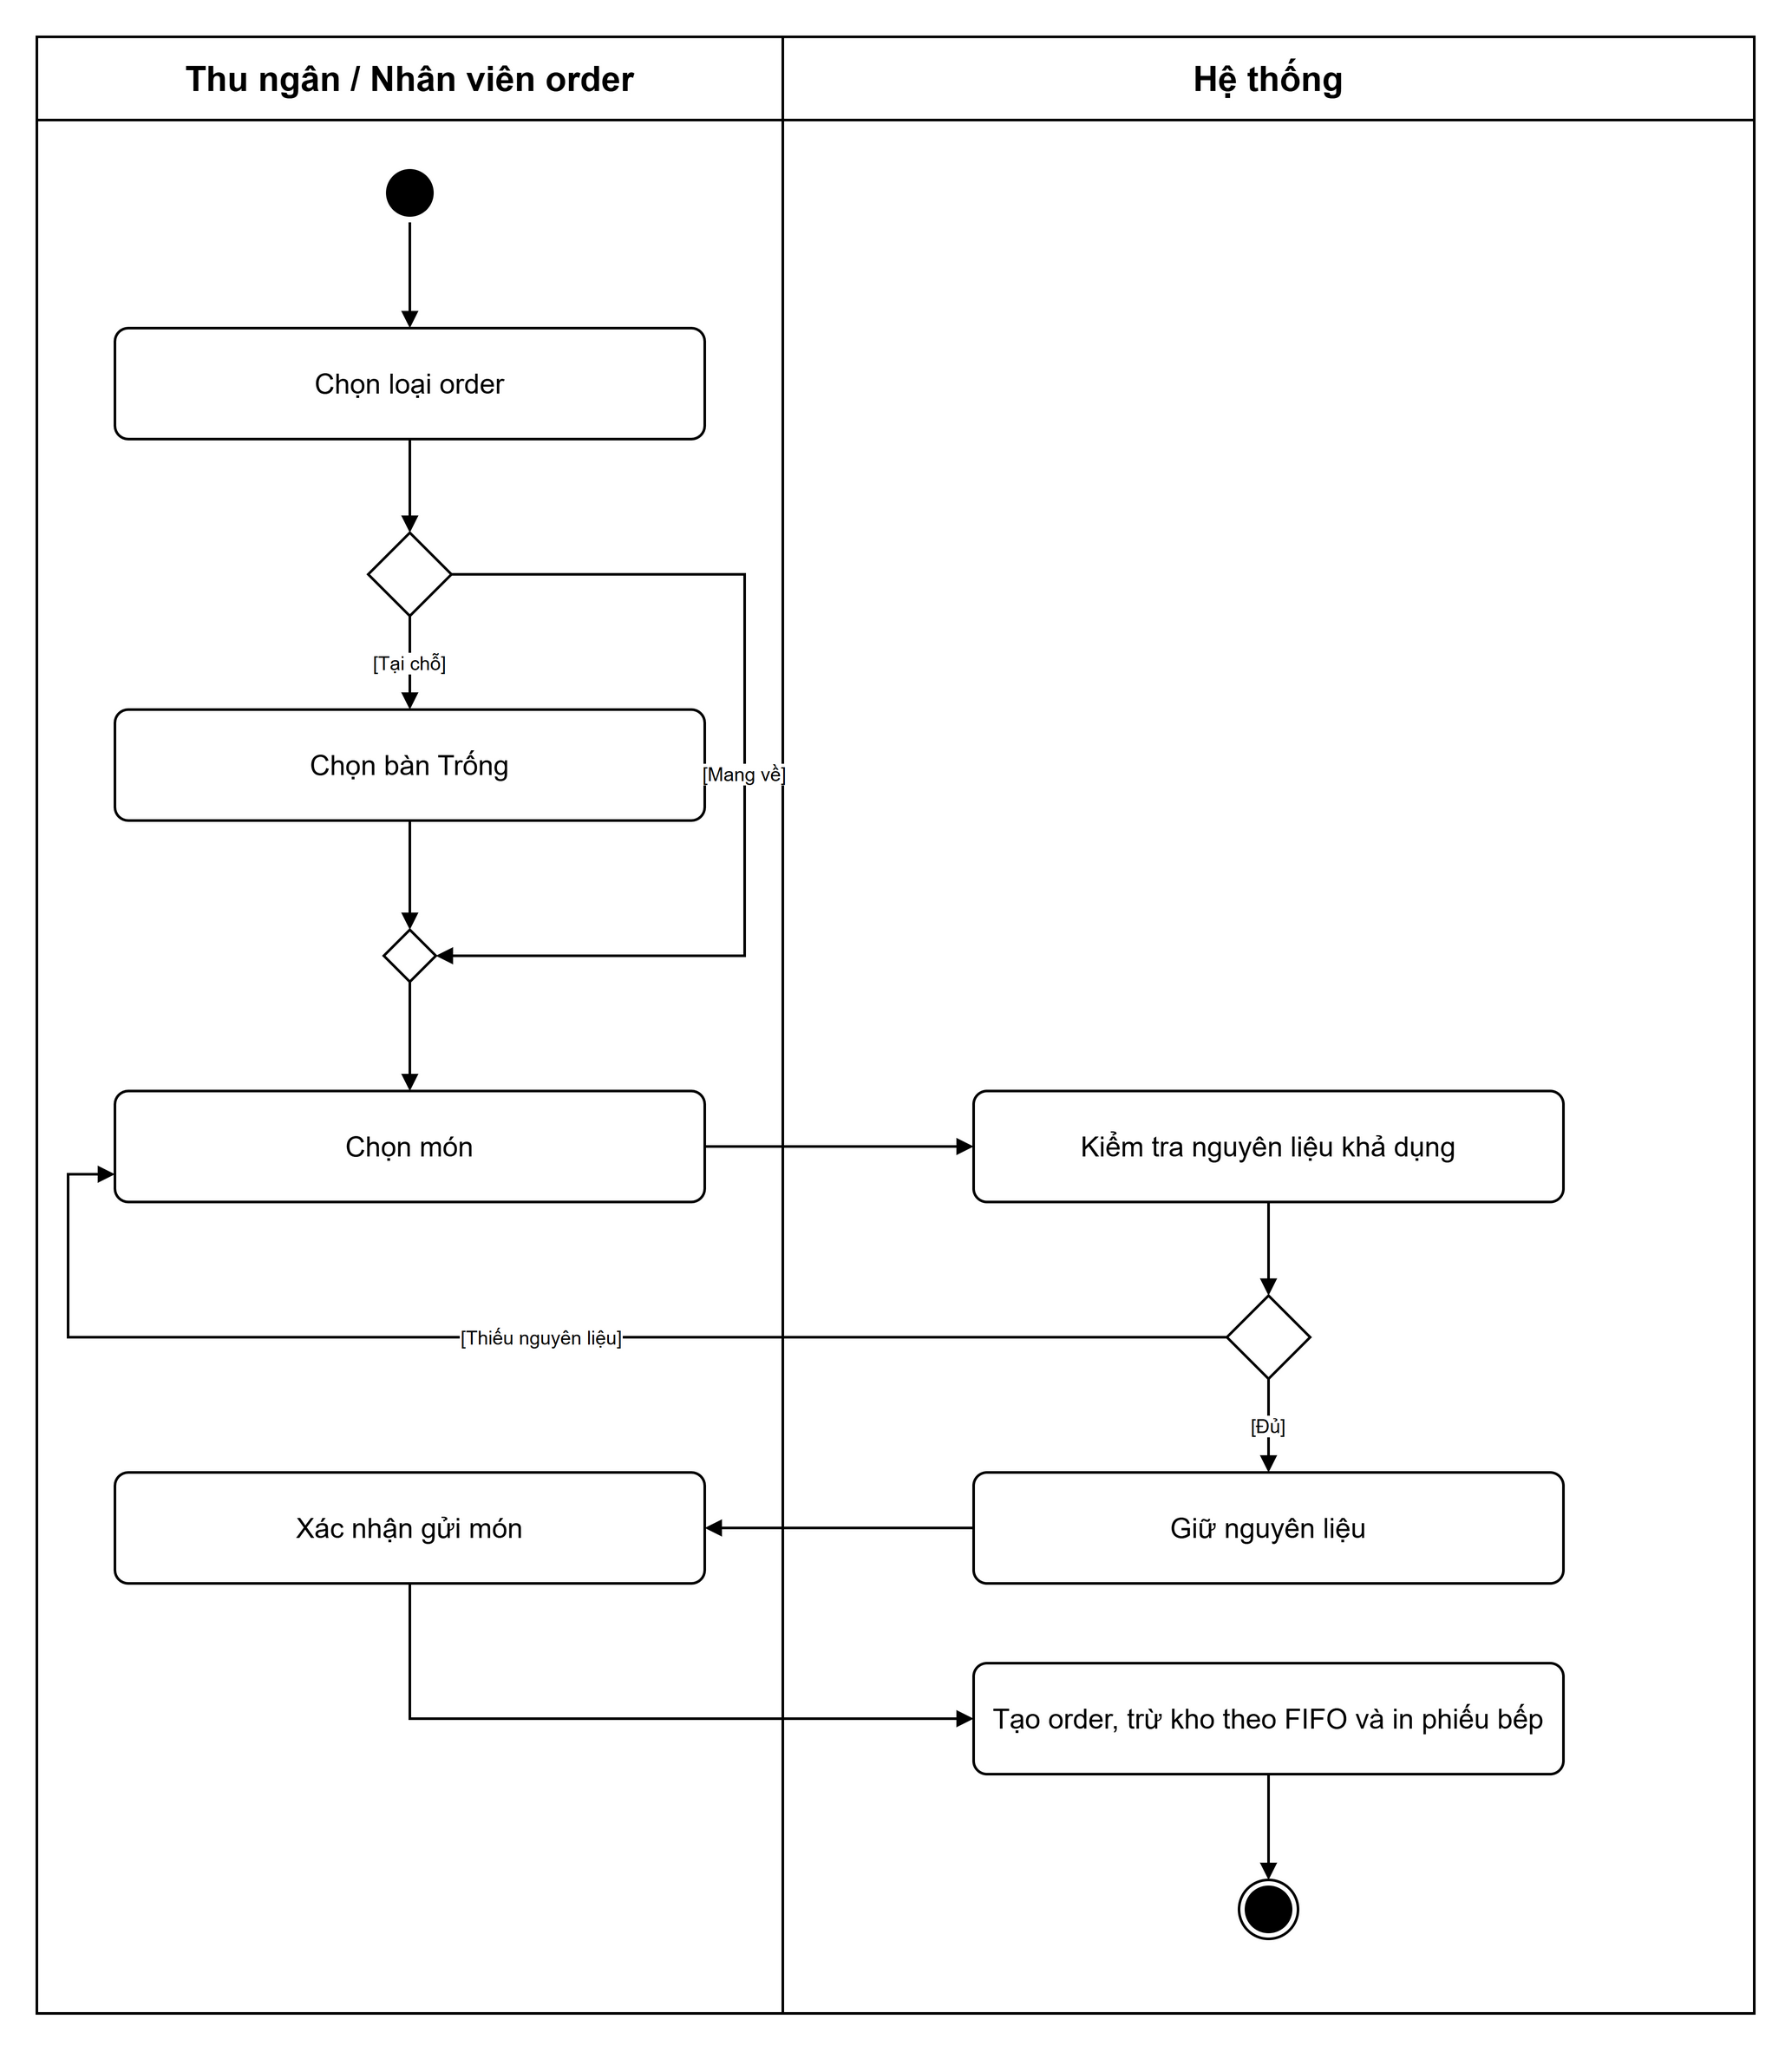 Thu ngân / Nhân viên order
Hệ thống
Chọn loại order
[Tại chỗ]
Chọn bàn Trống
[Mang về]
Chọn món
Kiểm tra nguyên liệu khả dụng
[Thiếu nguyên liệu]
[Đủ]
Xác nhận gửi món
Giữ nguyên liệu
Tạo order, trừ kho theo FIFO và in phiếu bếp